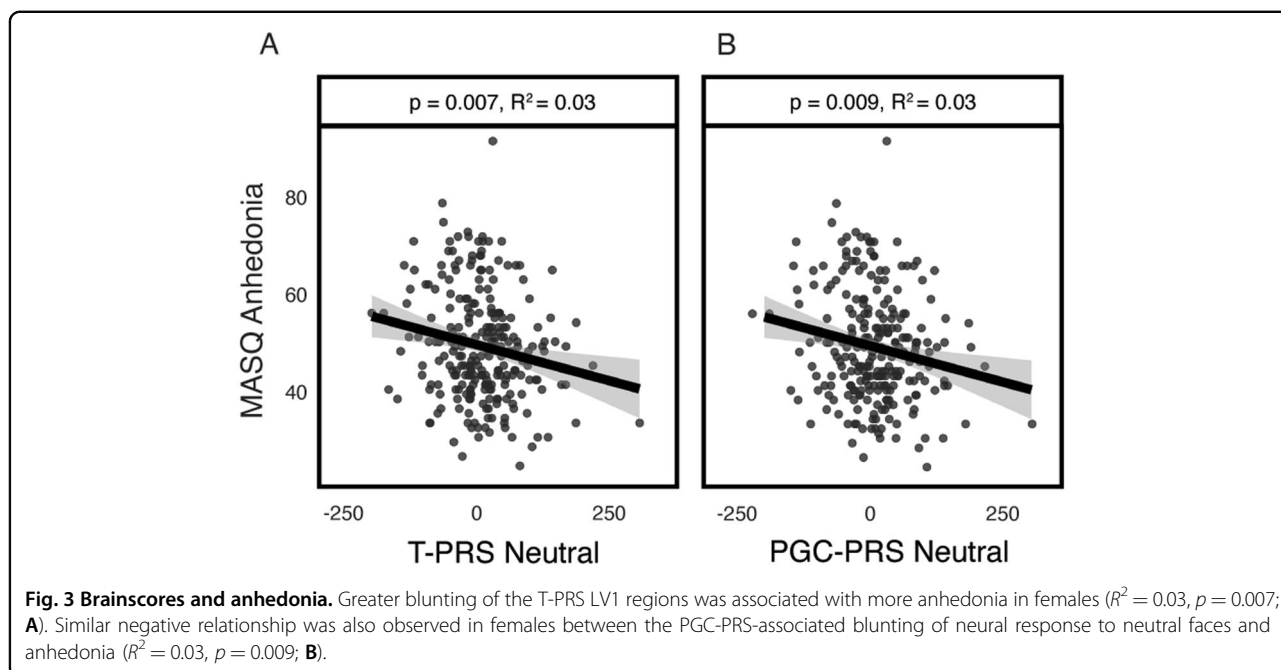 A
B
p = 0.007, R² = 0.03
p = 0.009, R² = 0.03
MASQ Anhedonia
80
60
40
-250 0 250
-250 0 250
T-PRS Neutral
PGC-PRS Neutral
Fig. 3 Brainscores and anhedonia. Greater blunting of the T-PRS LV1 regions was associated with more anhedonia in females (R² = 0.03, p = 0.007;
A). Similar negative relationship was also observed in females between the PGC-PRS-associated blunting of neural response to neutral faces and
anhedonia (R² = 0.03, p = 0.009; B).